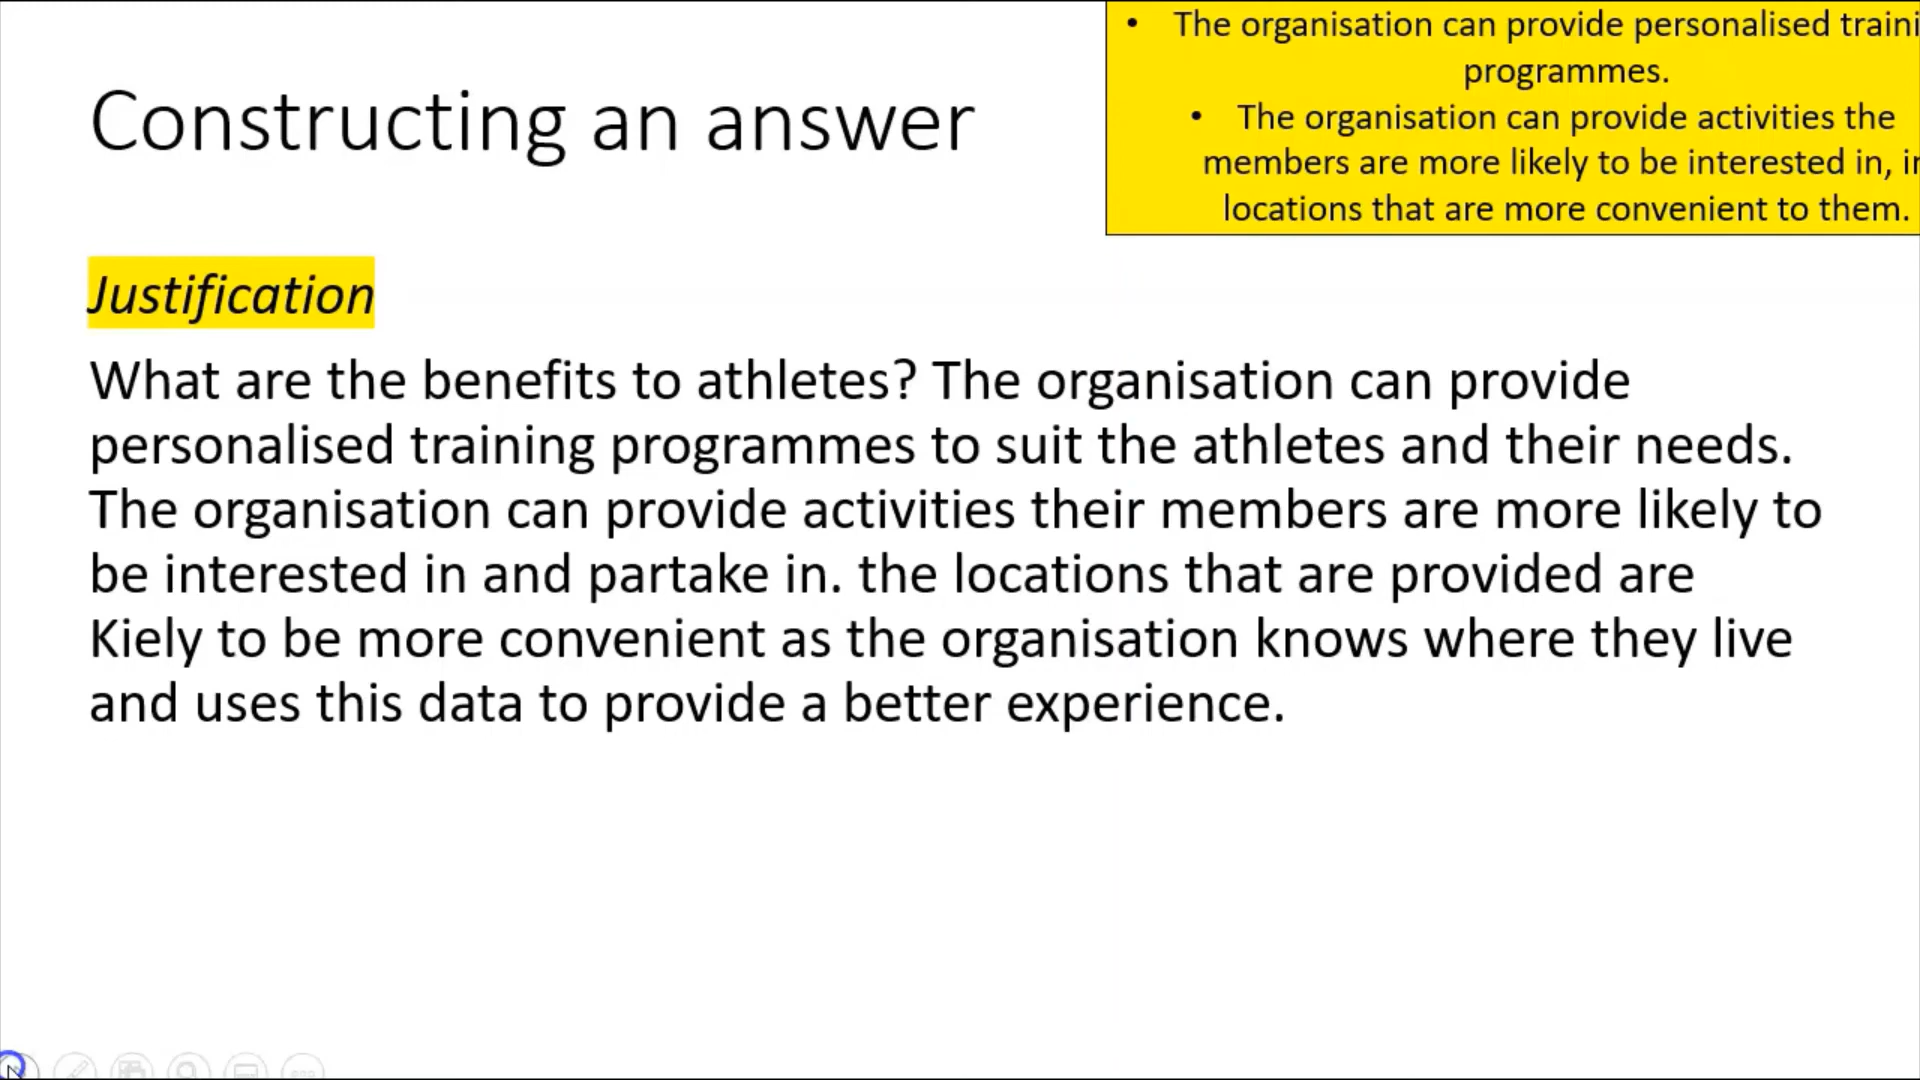 • The organisation can provide personalised traini
programmes.
• The organisation can provide activities the
members are more likely to be interested in, in
locations that are more convenient to them.
Constructing an answer
Justification
What are the benefits to athletes? The organisation can provide
personalised training programmes to suit the athletes and their needs.
The organisation can provide activities their members are more likely to
be interested in and partake in. the locations that are provided are
Kiely to be more convenient as the organisation knows where they live
and uses this data to provide a better experience.